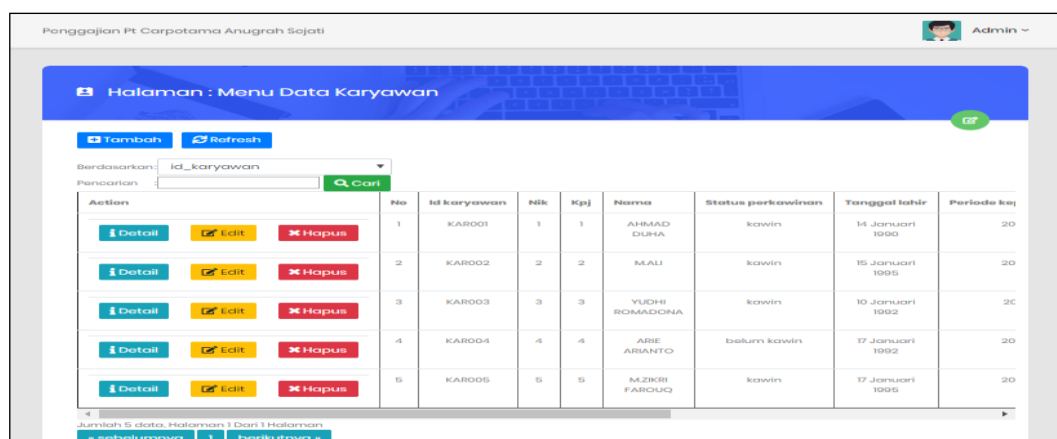 Penggajian Pt Carpotama Anugrah Sejati
Admin
Halaman : Menu Data Karyawan
Tambah Refresh
Berdasarkan: id_karyawan
Pencarian : Cari
Action No Id karyawan Nik Kpj Nama Status perkawinan Tanggal lahir Periode kej
Detail Edit Hapus 1 KAR001 1 1 AHMAD DUHA kawin 14 Januari 1990 20
Detail Edit Hapus 2 KAR002 2 2 M.ALI kawin 15 Januari 1995 20
Detail Edit Hapus 3 KAR003 3 3 YUDHI ROMADONA kawin 10 Januari 1992 20
Detail Edit Hapus 4 KAR004 4 4 ARIE ARIANTO belum kawin 17 Januari 1992 20
Detail Edit Hapus 5 KAR005 5 5 M.ZIKRI FAROUQ kawin 17 Januari 1995 20
Jumlah 5 data, Halaman 1 Dari 1 Halaman
« sebelumnya 1 berikutnya »